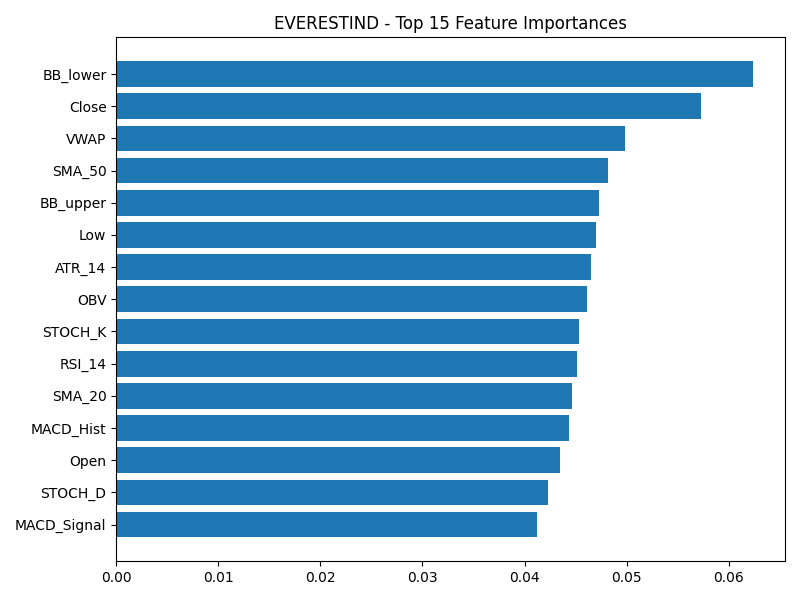 EVERESTIND - Top 15 Feature Importances
BB_lower
Close
VWAP
SMA_50
BB_upper
Low
ATR_14
OBV
STOCH_K
RSI_14
SMA_20
MACD_Hist
Open
STOCH_D
MACD_Signal
0.00 0.01 0.02 0.03 0.04 0.05 0.06